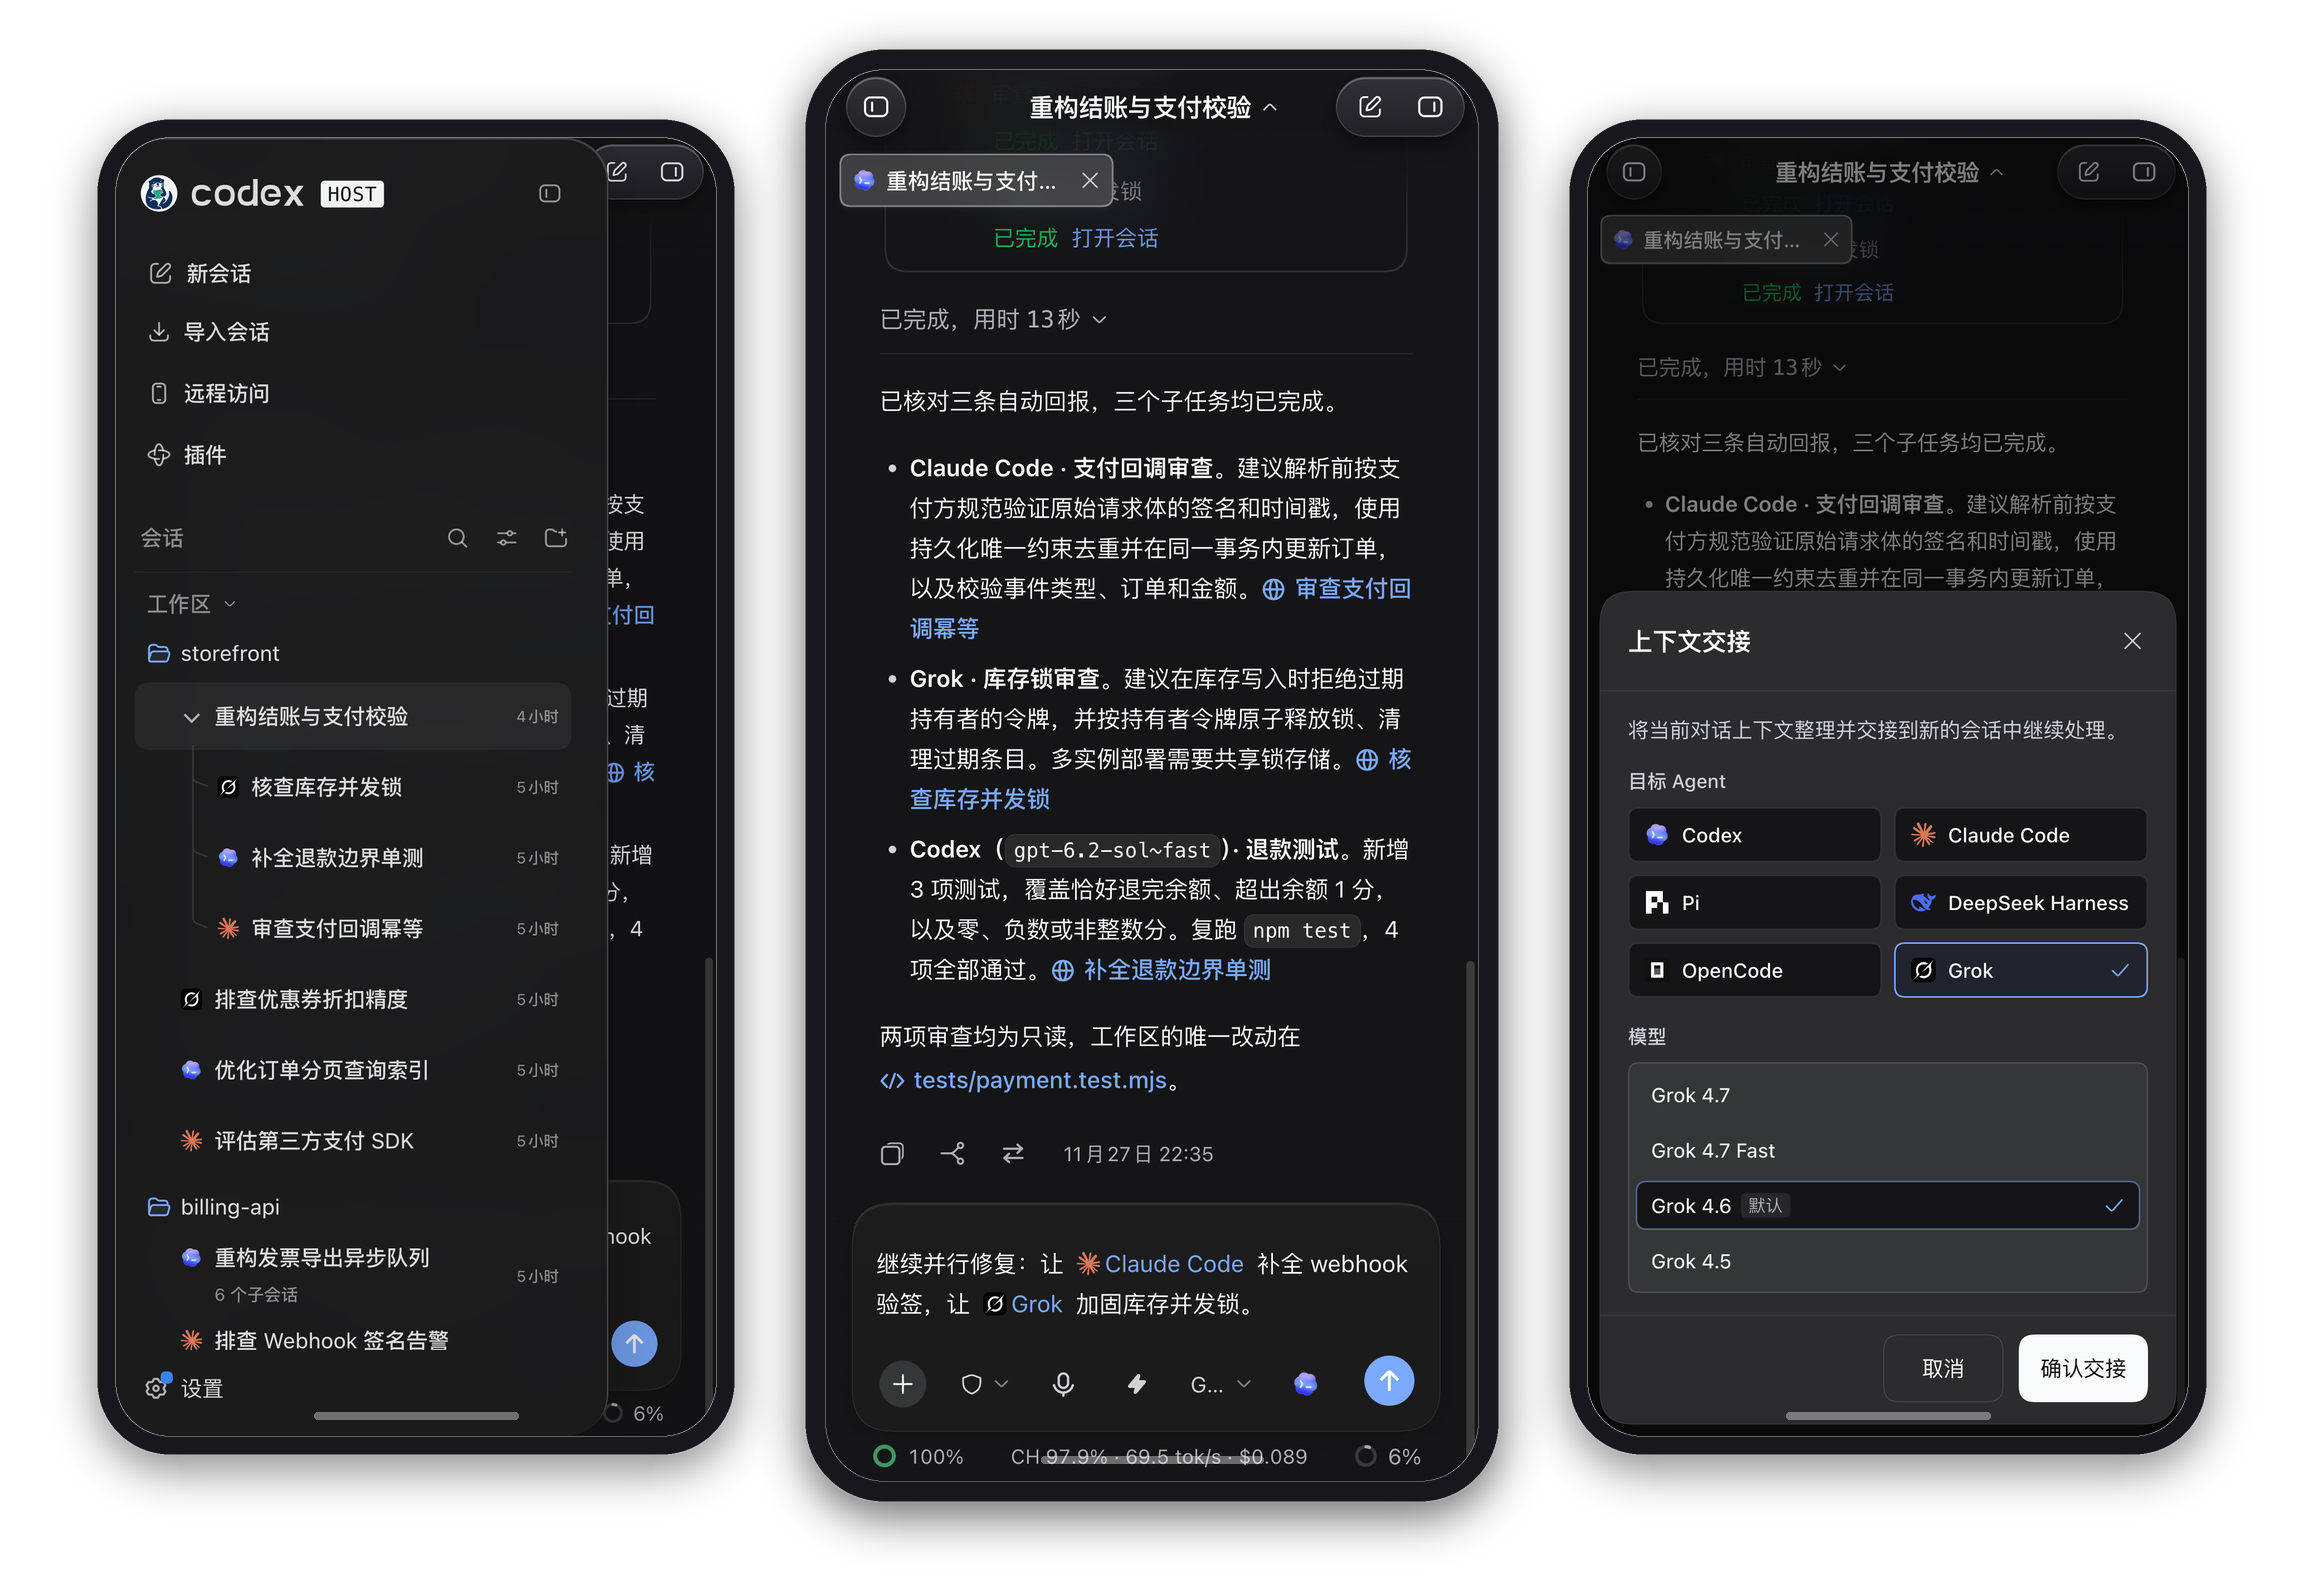 codex HOST
新会话
导入会话
远程访问
插件
会话
工作区
storefront
重构结账与支付校验 4小时
核查库存并发锁 5小时
补全退款边界单测 5小时
审查支付回调幂等 5小时
排查优惠券折扣精度 5小时
优化订单分页查询索引 5小时
评估第三方支付 SDK 5小时
billing-api
重构发票导出异步队列 5小时
6 个子会话
排查 Webhook 签名告警
设置
按支
使用
单，
付回
过期
、清
核
新增
分，
，4
hook
6%
重构结账与支付校验
重构结账与支付...
发锁
已完成 打开会话
已完成，用时 13秒
已核对三条自动回报，三个子任务均已完成。
• Claude Code · 支付回调审查。建议解析前按支
付方规范验证原始请求体的签名和时间戳，使用
持久化唯一约束去重并在同一事务内更新订单，
以及校验事件类型、订单和金额。 审查支付回
调幂等
• Grok · 库存锁审查。建议在库存写入时拒绝过期
持有者的令牌，并按持有者令牌原子释放锁、清
理过期条目。多实例部署需要共享锁存储。 核
查库存并发锁
• Codex（gpt-6.2-sol~fast）· 退款测试。新增
3 项测试，覆盖恰好退完余额、超出余额 1 分，
以及零、负数或非整数分。复跑 npm test，4
项全部通过。 补全退款边界单测
两项审查均为只读，工作区的唯一改动在
tests/payment.test.mjs。
11月27日 22:35
继续并行修复：让 Claude Code 补全 webhook
验签，让 Grok 加固库存并发锁。
G...
100% CH 97.9% · 69.5 tok/s · $0.089 6%
重构结账与支付校验
重构结账与支付...
发锁
已完成 打开会话
已完成，用时 13秒
已核对三条自动回报，三个子任务均已完成。
• Claude Code · 支付回调审查。建议解析前按支
付方规范验证原始请求体的签名和时间戳，使用
持久化唯一约束去重并在同一事务内更新订单，
上下文交接
将当前对话上下文整理并交接到新的会话中继续处理。
目标 Agent
Codex Claude Code
Pi DeepSeek Harness
OpenCode Grok
模型
Grok 4.7
Grok 4.7 Fast
Grok 4.6 默认
Grok 4.5
取消 确认交接